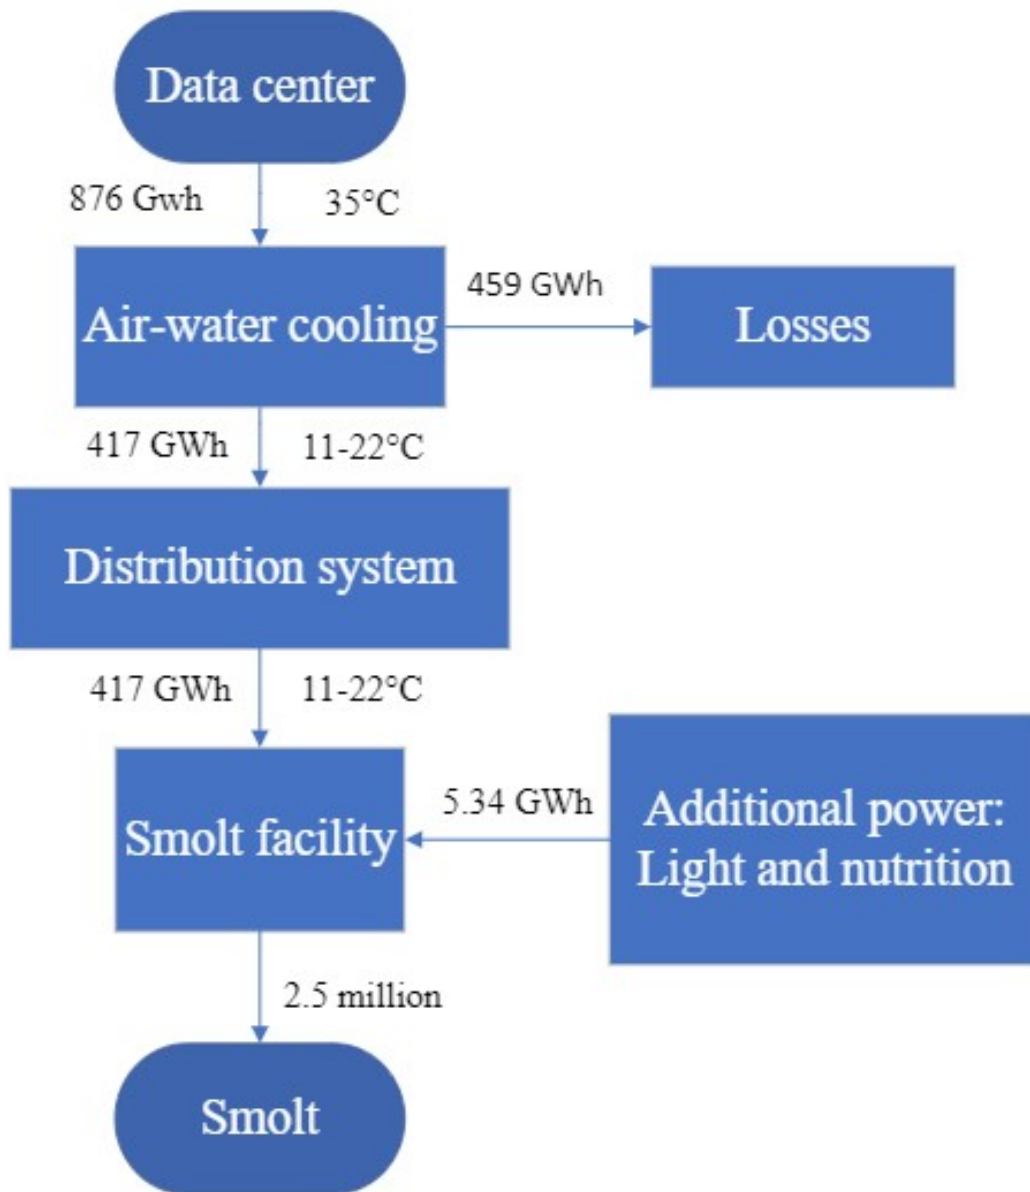 Data center
876 Gwh 35°C
Air-water cooling
459 GWh
Losses
417 GWh 11-22°C
Distribution system
417 GWh 11-22°C
Smolt facility
5.34 GWh
Additional power:
Light and nutrition
2.5 million
Smolt